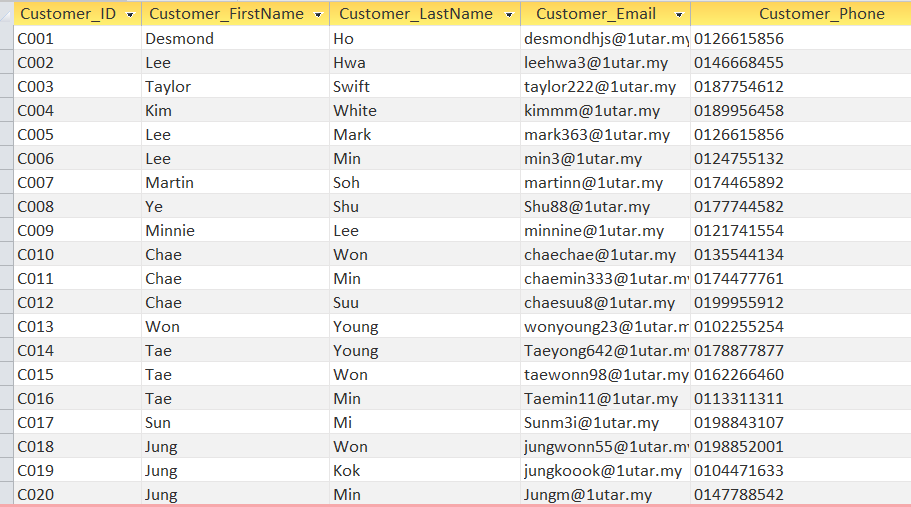 Customer_ID Customer_FirstName Customer_LastName Customer_Email Customer_Phone
C001 Desmond Ho desmondhjs@1utar.my 0126615856
C002 Lee Hwa leehwa3@1utar.my 0146668455
C003 Taylor Swift taylor222@1utar.my 0187754612
C004 Kim White kimmm@1utar.my 0189956458
C005 Lee Mark mark363@1utar.my 0126615856
C006 Lee Min min3@1utar.my 0124755132
C007 Martin Soh martinn@1utar.my 0174465892
C008 Ye Shu Shu88@1utar.my 0177744582
C009 Minnie Lee minnine@1utar.my 0121741554
C010 Chae Won chaechae@1utar.my 0135544134
C011 Chae Min chaemin333@1utar.my 0174477761
C012 Chae Suu chaesuu8@1utar.my 0199955912
C013 Won Young wonyoung23@1utar.m 0102255254
C014 Tae Young Taeyong642@1utar.my 0178877877
C015 Tae Won taewonn98@1utar.my 0162266460
C016 Tae Min Taemin11@1utar.my 0113311311
C017 Sun Mi Sunm3i@1utar.my 0198843107
C018 Jung Won jungwonn55@1utar.my 0198852001
C019 Jung Kok jungkoook@1utar.my 0104471633
C020 Jung Min Jungm@1utar.my 0147788542